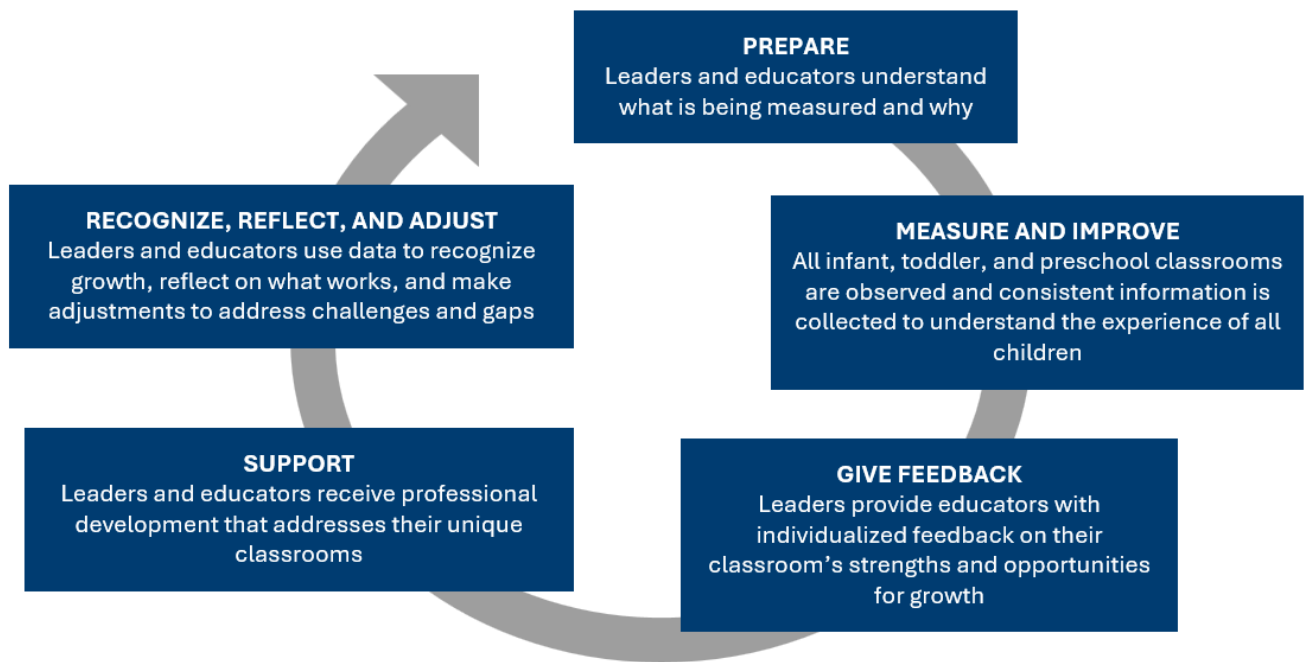 PREPARE
Leaders and educators understand
what is being measured and why
MEASURE AND IMPROVE
All infant, toddler, and preschool classrooms
are observed and consistent information is
collected to understand the experience of all
children
GIVE FEEDBACK
Leaders provide educators with
individualized feedback on their
classroom’s strengths and opportunities
for growth
SUPPORT
Leaders and educators receive professional
development that addresses their unique
classrooms
RECOGNIZE, REFLECT, AND ADJUST
Leaders and educators use data to recognize
growth, reflect on what works, and make
adjustments to address challenges and gaps